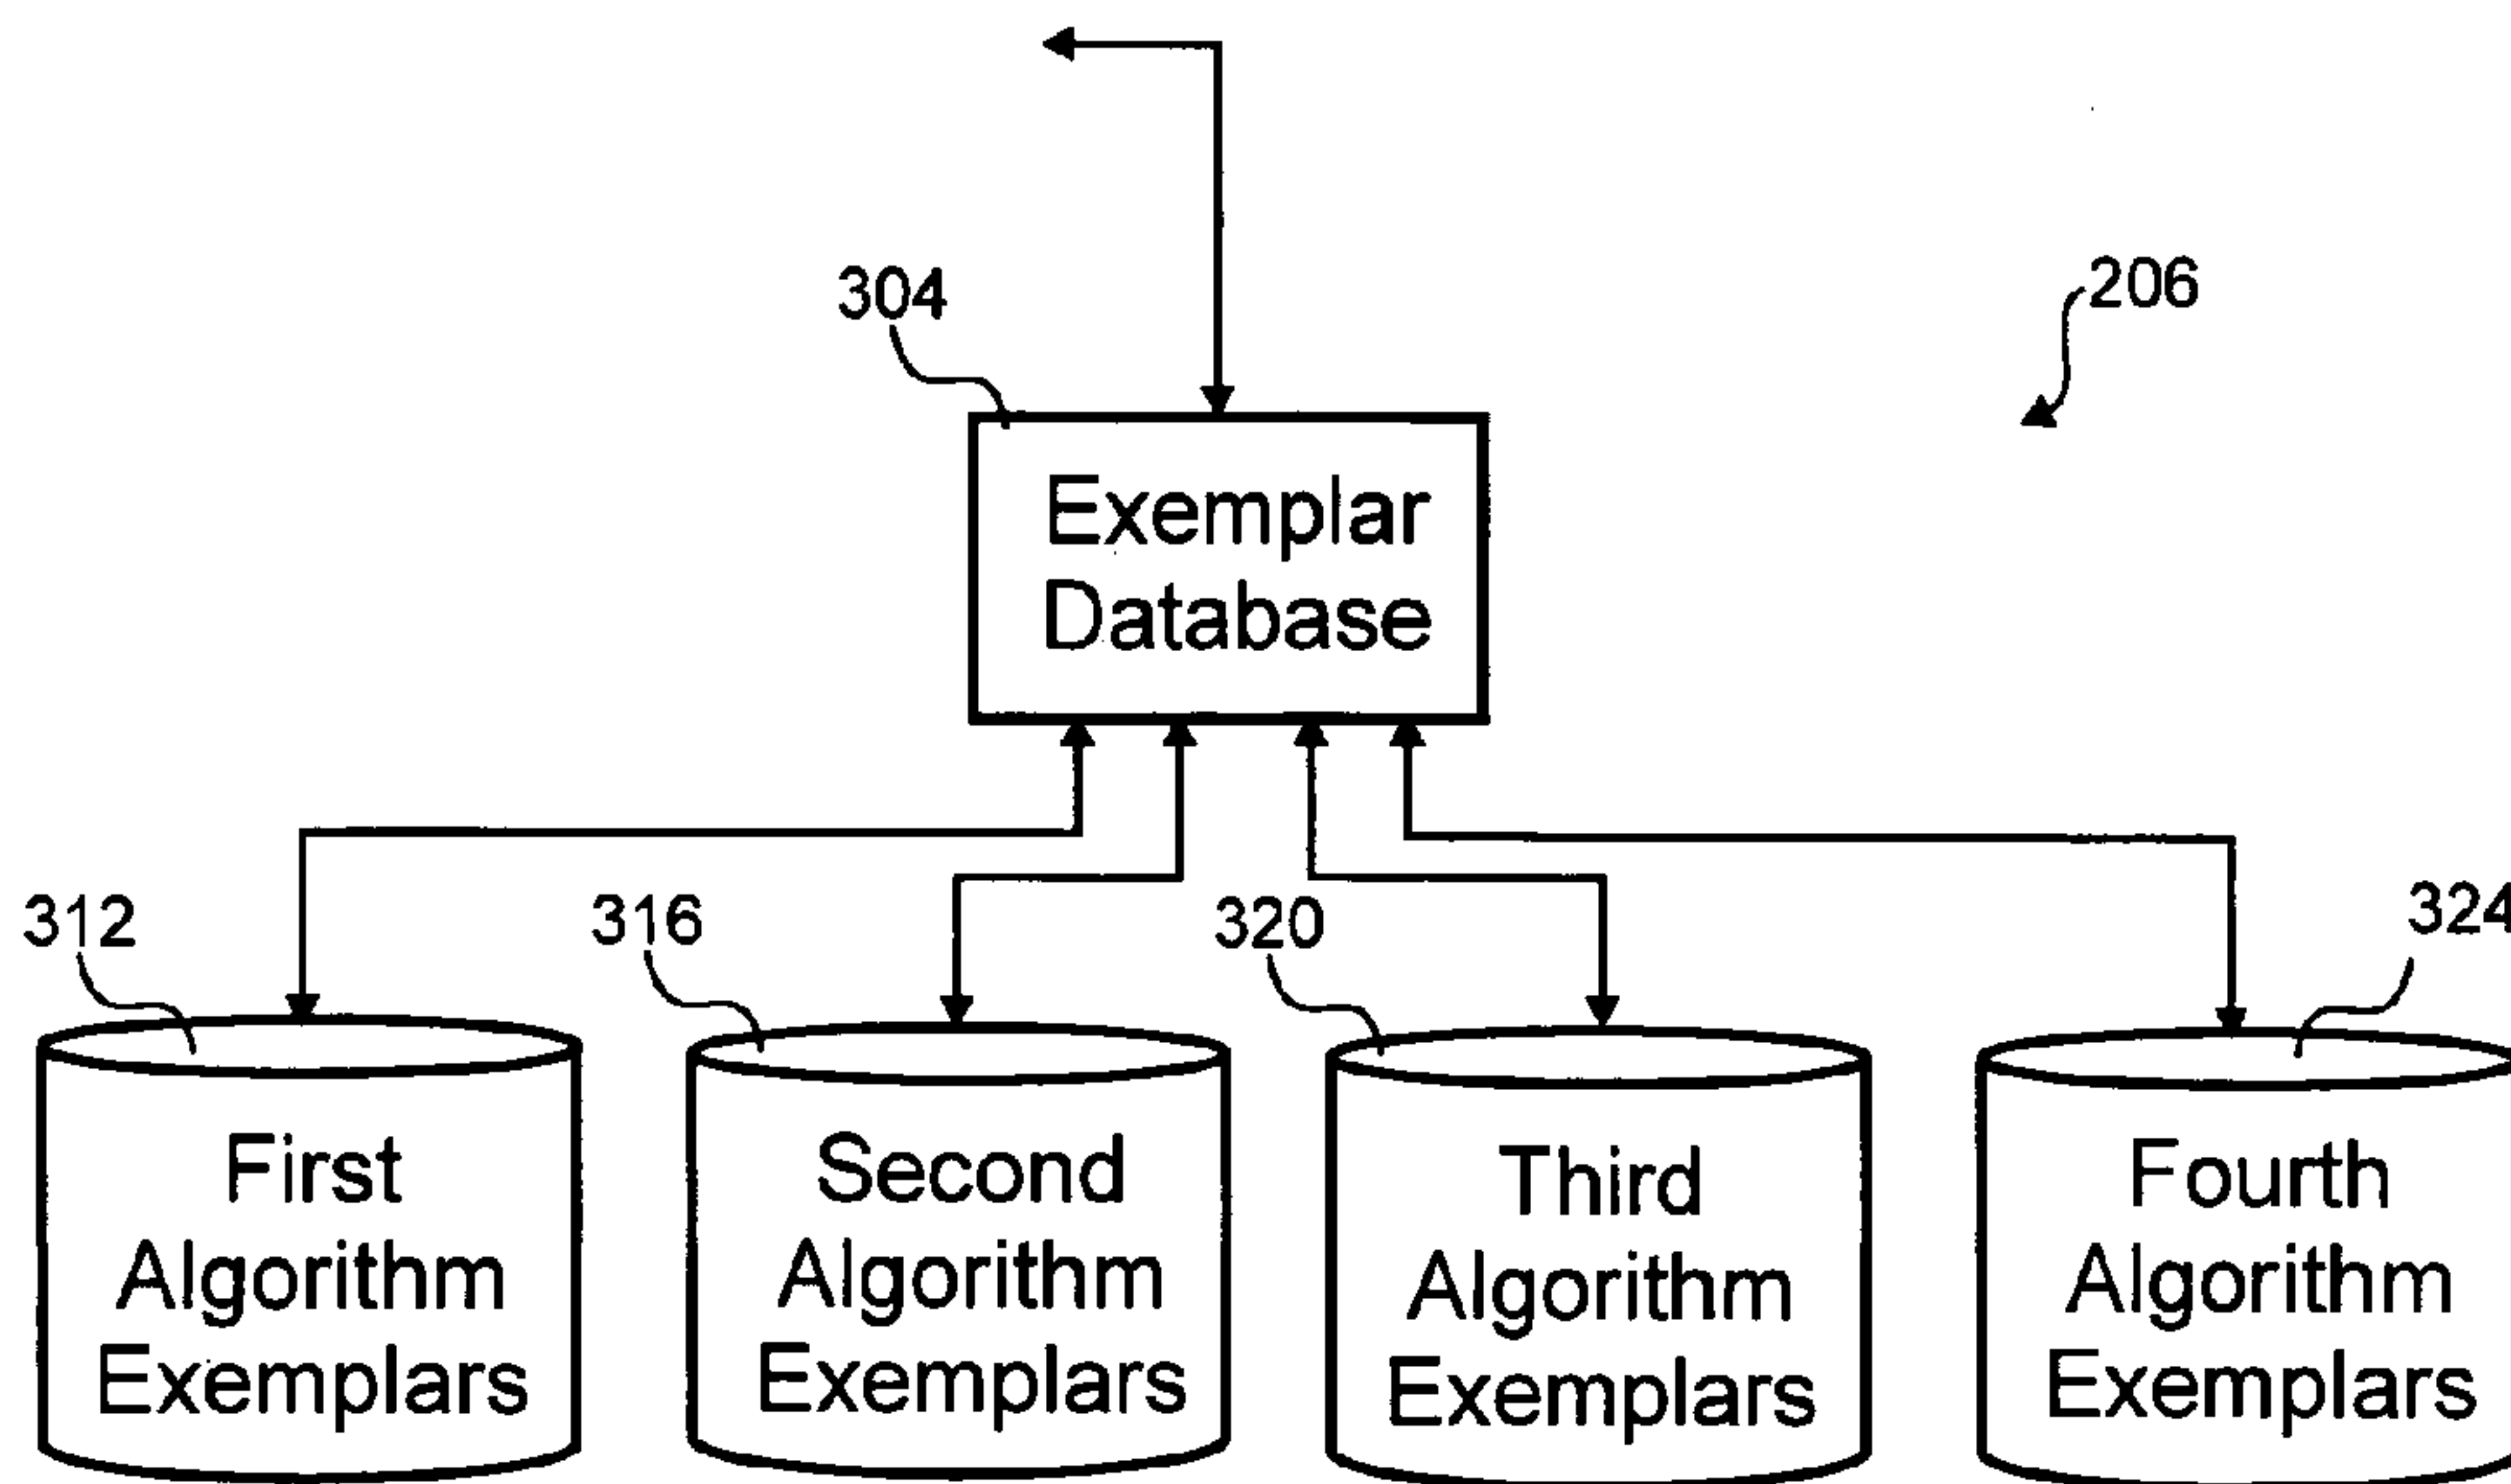 304
206
Exemplar
Database
312
316
320
324
First
Algorithm
Exemplars
Second
Algorithm
Exemplars
Third
Algorithm
Exemplars
Fourth
Algorithm
Exemplars